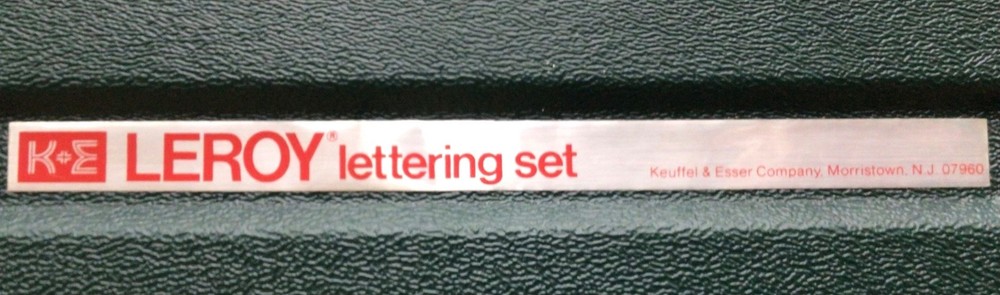 K+E LEROY® lettering set Keuffel & Esser Company, Morristown, N.J. 07960